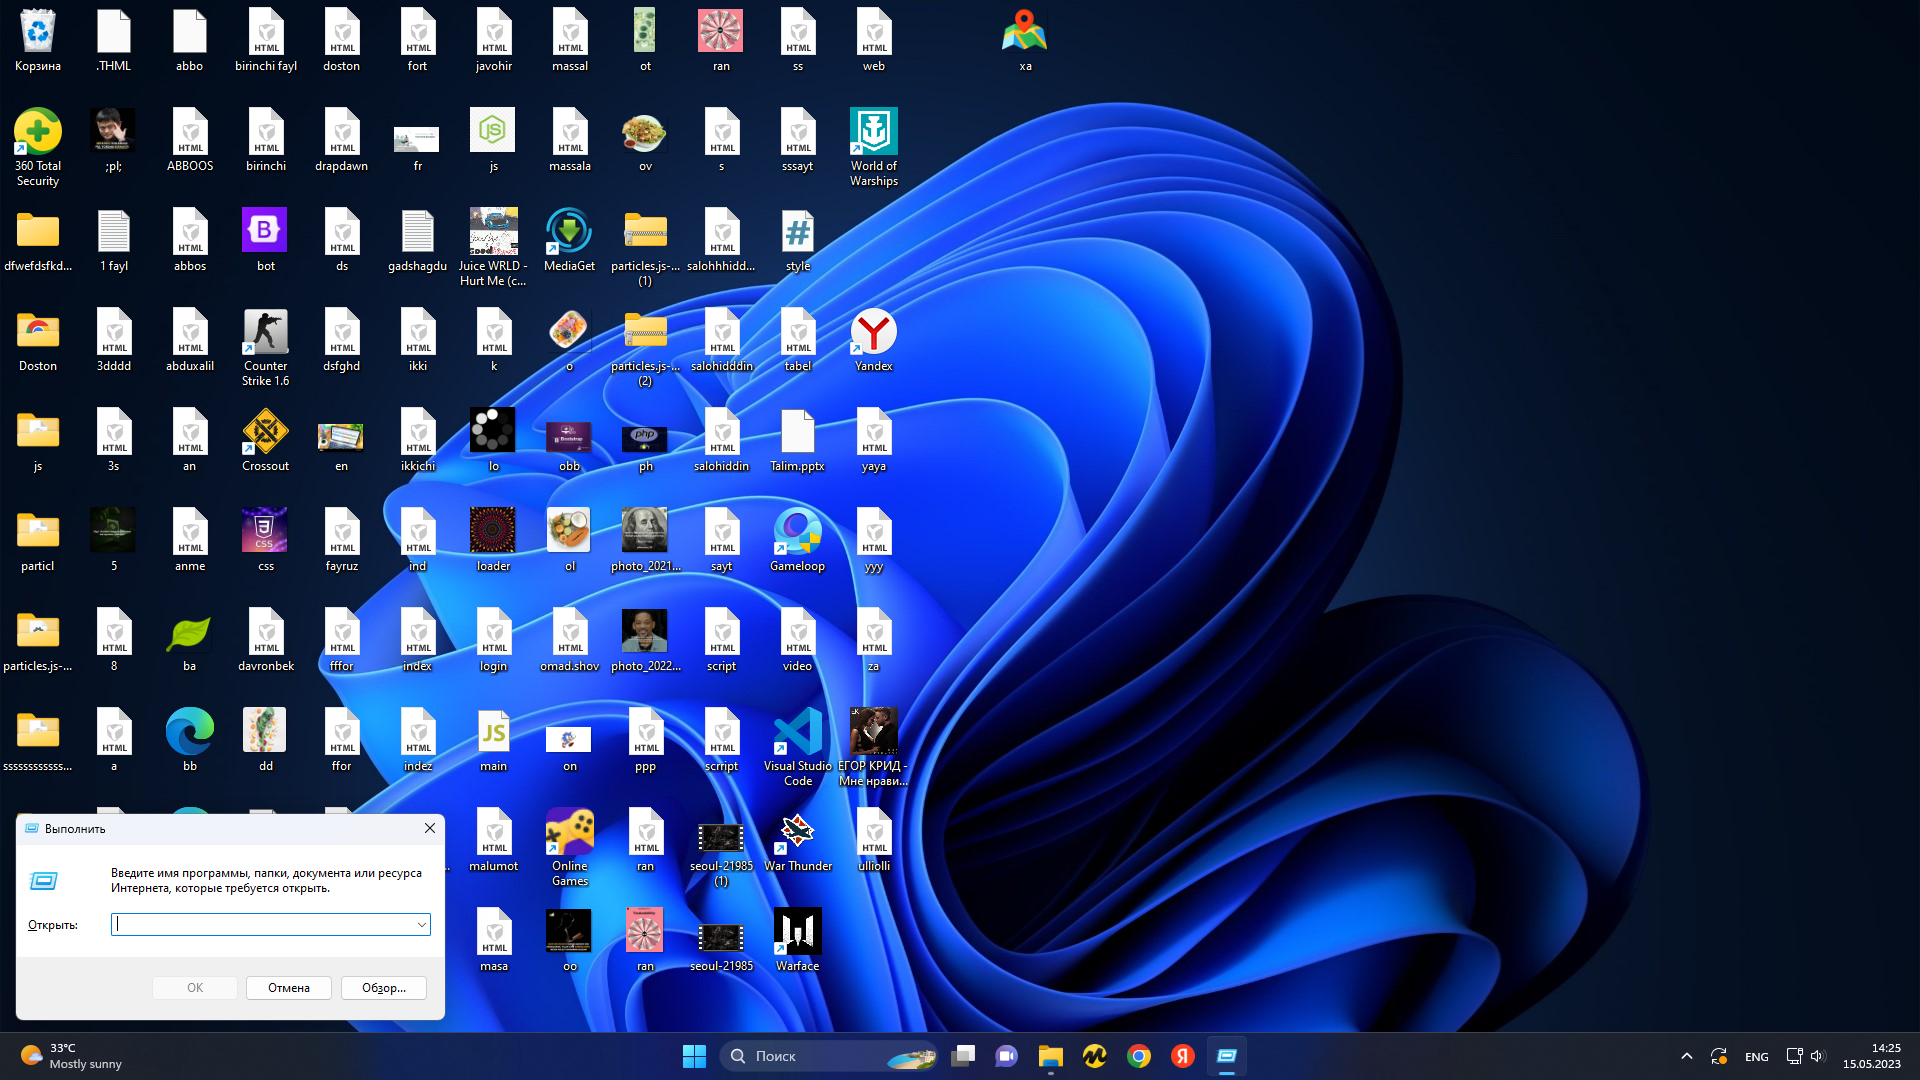 Корзина
.THML
abbo
birinchi fayl
doston
fort
javohir
massal
ot
ran
ss
web
xa
360 Total
Security
;pl;
ABBOOS
birinchi
drapdawn
fr
js
massala
ov
s
sssayt
World of
Warships
dfwefdsfkd...
1 fayl
abbos
bot
ds
gadshagdu
Juice WRLD -
Hurt Me (c...
MediaGet
particles.js-...
(1)
salohhhidd...
style
Doston
3dddd
abduxalil
Counter
Strike 1.6
dsfghd
ikki
k
o
particles.js-...
(2)
salohidddin
tabel
Yandex
js
3s
an
Crossout
en
ikkichi
lo
obb
ph
salohiddin
Talim.pptx
yaya
particl
5
anme
css
fayruz
ind
loader
ol
photo_2021...
sayt
Gameloop
yyy
particles.js-...
8
ba
davronbek
fffor
index
login
omad.shov
photo_2022...
script
video
za
ssssssssssss...
a
bb
dd
ffor
indez
main
on
ppp
scrript
Visual Studio
Code
ЕГОР КРИД -
Мне нрави...
malumot
Online
Games
ran
seoul-21985
(1)
War Thunder
ulliolli
masa
oo
ran
seoul-21985
Warface
Выполнить
Введите имя программы, папки, документа или ресурса
Интернета, которые требуется открыть.
Открыть:
OK
Отмена
Обзор...
33°C
Mostly sunny
Поиск
ENG
14:25
15.05.2023